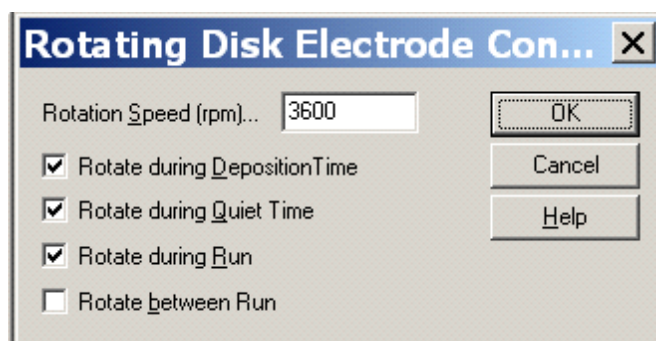 Rotating Disk Electrode Con...
Rotation Speed (rpm)... 3600
OK
Rotate during DepositionTime
Cancel
Rotate during Quiet Time
Help
Rotate during Run
Rotate between Run